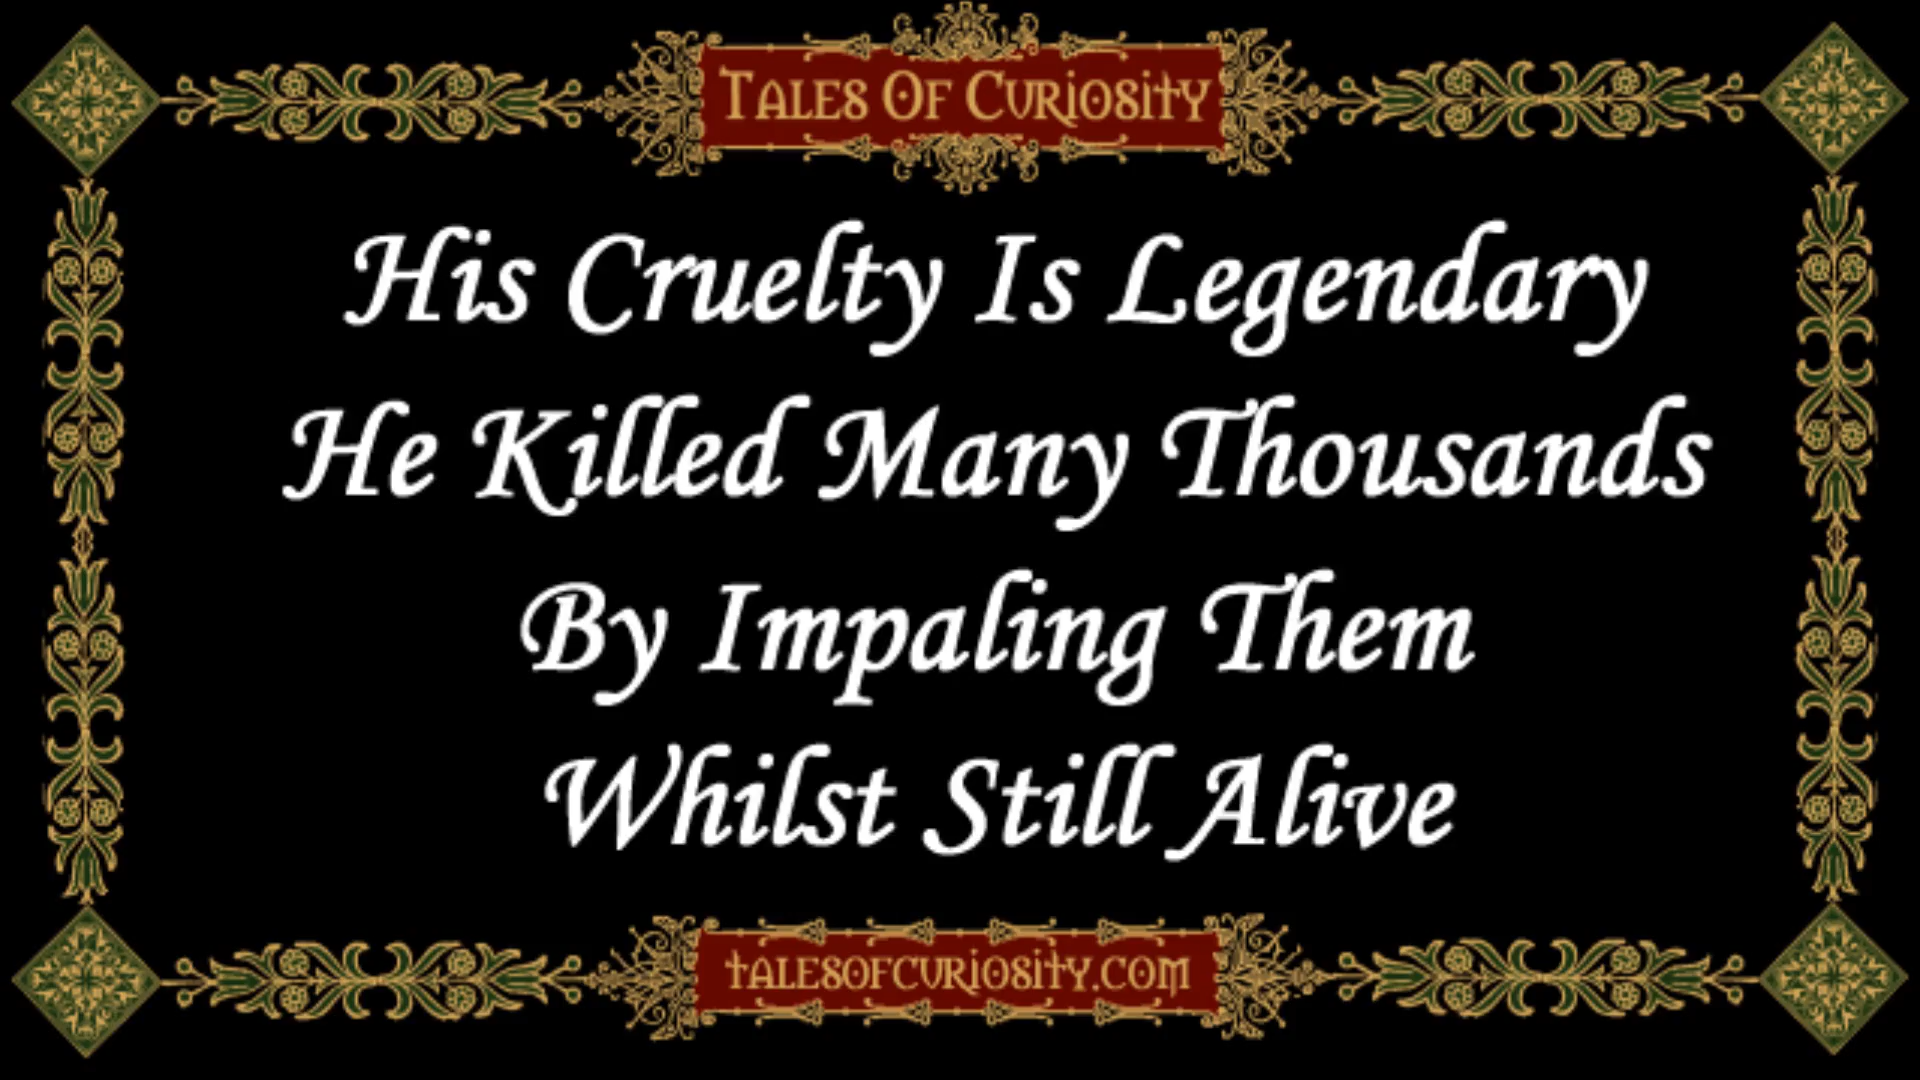 Tales Of Curiosity
His Cruelty Is Legendary
He Killed Many Thousands
By Impaling Them
Whilst Still Alive
talesofcuriosity.com